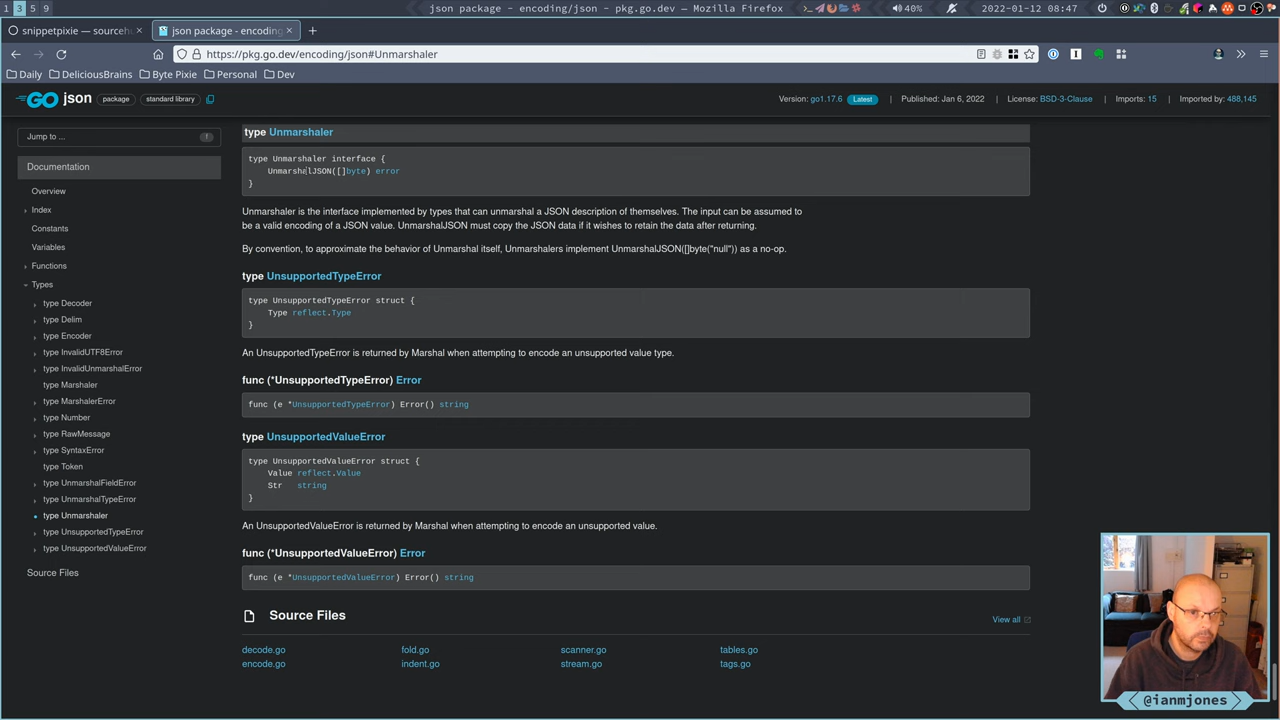 1 3 5 9
json package - encoding/json - pkg.go.dev — Mozilla Firefox
40%
2022-01-12 08:47
snippetpixie — sourcehu ×
json package - encoding ×
+
https://pkg.go.dev/encoding/json#Unmarshaler
Daily DeliciousBrains Byte Pixie Personal Dev
GO json package standard library
Version: go1.17.6 Latest | Published: Jan 6, 2022 | License: BSD-3-Clause | Imports: 15 | Imported by: 488,145
Jump to ... f
Documentation
Overview
Index
Constants
Variables
Functions
Types
type Decoder
type Delim
type Encoder
type InvalidUTF8Error
type InvalidUnmarshalError
type Marshaler
type MarshalerError
type Number
type RawMessage
type SyntaxError
type Token
type UnmarshalFieldError
type UnmarshalTypeError
type Unmarshaler
type UnsupportedTypeError
type UnsupportedValueError
Source Files
type Unmarshaler
type Unmarshaler interface {
UnmarshalJSON([]byte) error
}
Unmarshaler is the interface implemented by types that can unmarshal a JSON description of themselves. The input can be assumed to
be a valid encoding of a JSON value. UnmarshalJSON must copy the JSON data if it wishes to retain the data after returning.
By convention, to approximate the behavior of Unmarshal itself, Unmarshalers implement UnmarshalJSON([]byte("null")) as a no-op.
type UnsupportedTypeError
type UnsupportedTypeError struct {
Type reflect.Type
}
An UnsupportedTypeError is returned by Marshal when attempting to encode an unsupported value type.
func (*UnsupportedTypeError) Error
func (e *UnsupportedTypeError) Error() string
type UnsupportedValueError
type UnsupportedValueError struct {
Value reflect.Value
Str string
}
An UnsupportedValueError is returned by Marshal when attempting to encode an unsupported value.
func (*UnsupportedValueError) Error
func (e *UnsupportedValueError) Error() string
Source Files
View all
decode.go fold.go scanner.go tables.go
encode.go indent.go stream.go tags.go
@ianmjones